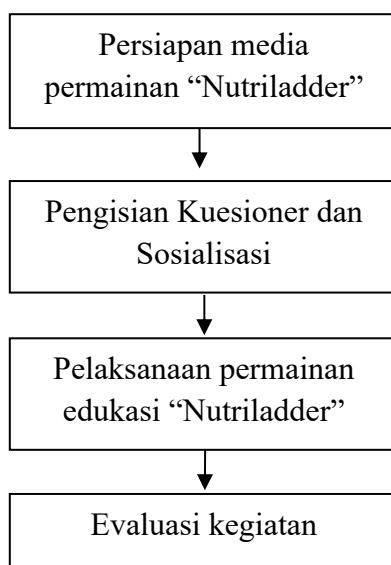 Persiapan media
permainan “Nutriladder”
Pengisian Kuesioner dan
Sosialisasi
Pelaksanaan permainan
edukasi “Nutriladder”
Evaluasi kegiatan